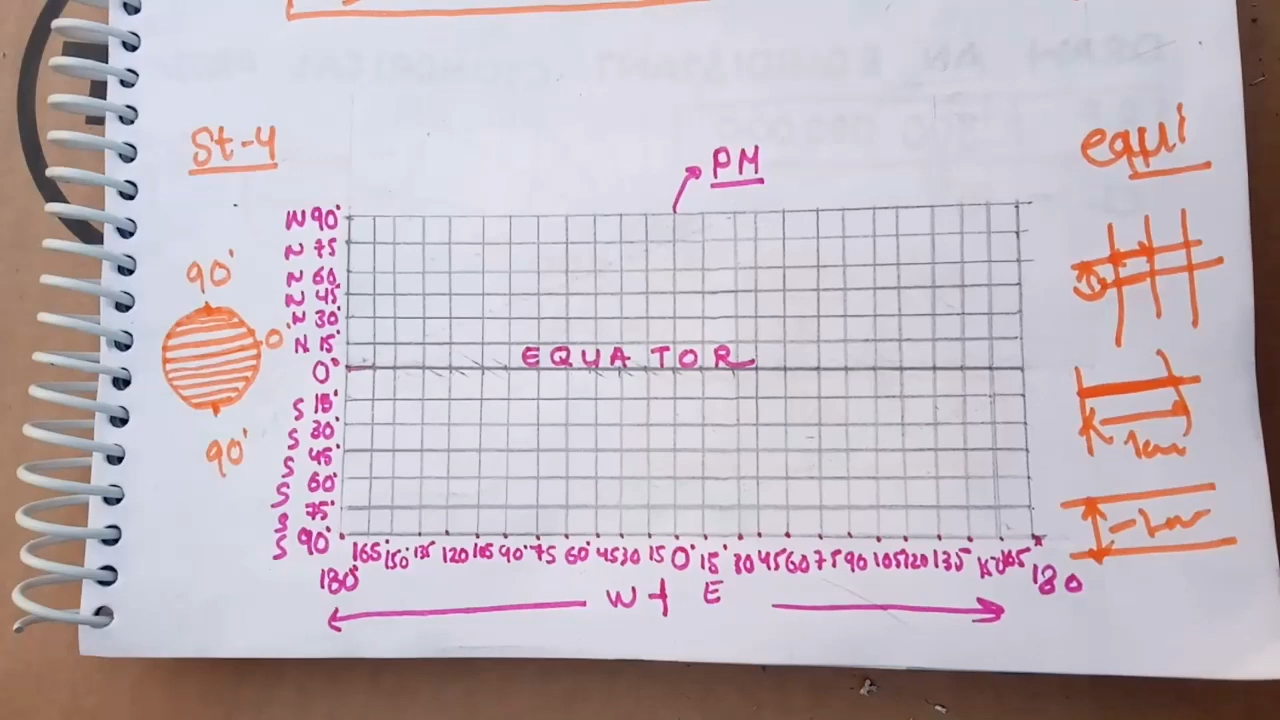 St-4
equi
PM
90°
N 90°
N 75
N 60
N 45
N 30
N 15°
0°
0°
EQUATOR
S 15°
S 30°
S 45°
S 60°
S 75°
S 90°
90°
1cm
180° 165° 150° 135 120° 105 90° 75 60° 45 30 15 0° 15° 30 45 60 75 90 105 120 135 165 180
W + E